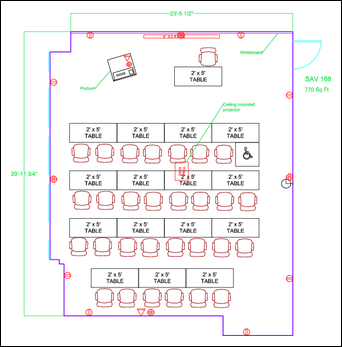 23'-5 1/2"
Whiteboard
2' x 5'
TABLE
SAV 168
770 Sq Ft
Podium
Ceiling mounted
projector
2' x 5' 2' x 5' 2' x 5' 2' x 5'
TABLE TABLE TABLE TABLE
29'-11 3/4"
2' x 5' 2' x 5' 2' x 5' 2' x 5'
TABLE TABLE TABLE TABLE
2' x 5' 2' x 5' 2' x 5' 2' x 5'
TABLE TABLE TABLE TABLE
2' x 5' 2' x 5' 2' x 5'
TABLE TABLE TABLE